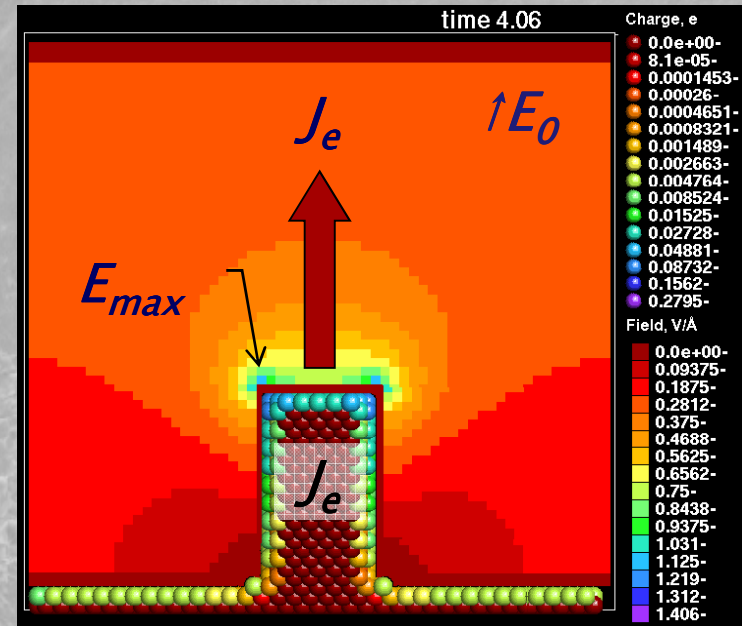 time 4.06
Charge, e
0.0e+00-
8.1e-05-
0.0001453-
0.00026-
0.0004651-
0.0008321-
0.001489-
0.002663-
0.004764-
0.008524-
0.01525-
0.02728-
0.04881-
0.08732-
0.1562-
0.2795-
Field, V/Å
0.0e+00-
0.09375-
0.1875-
0.2812-
0.375-
0.4688-
0.5625-
0.6562-
0.75-
0.8438-
0.9375-
1.031-
1.125-
1.219-
1.312-
1.406-
↑E0
Je
Emax
Je